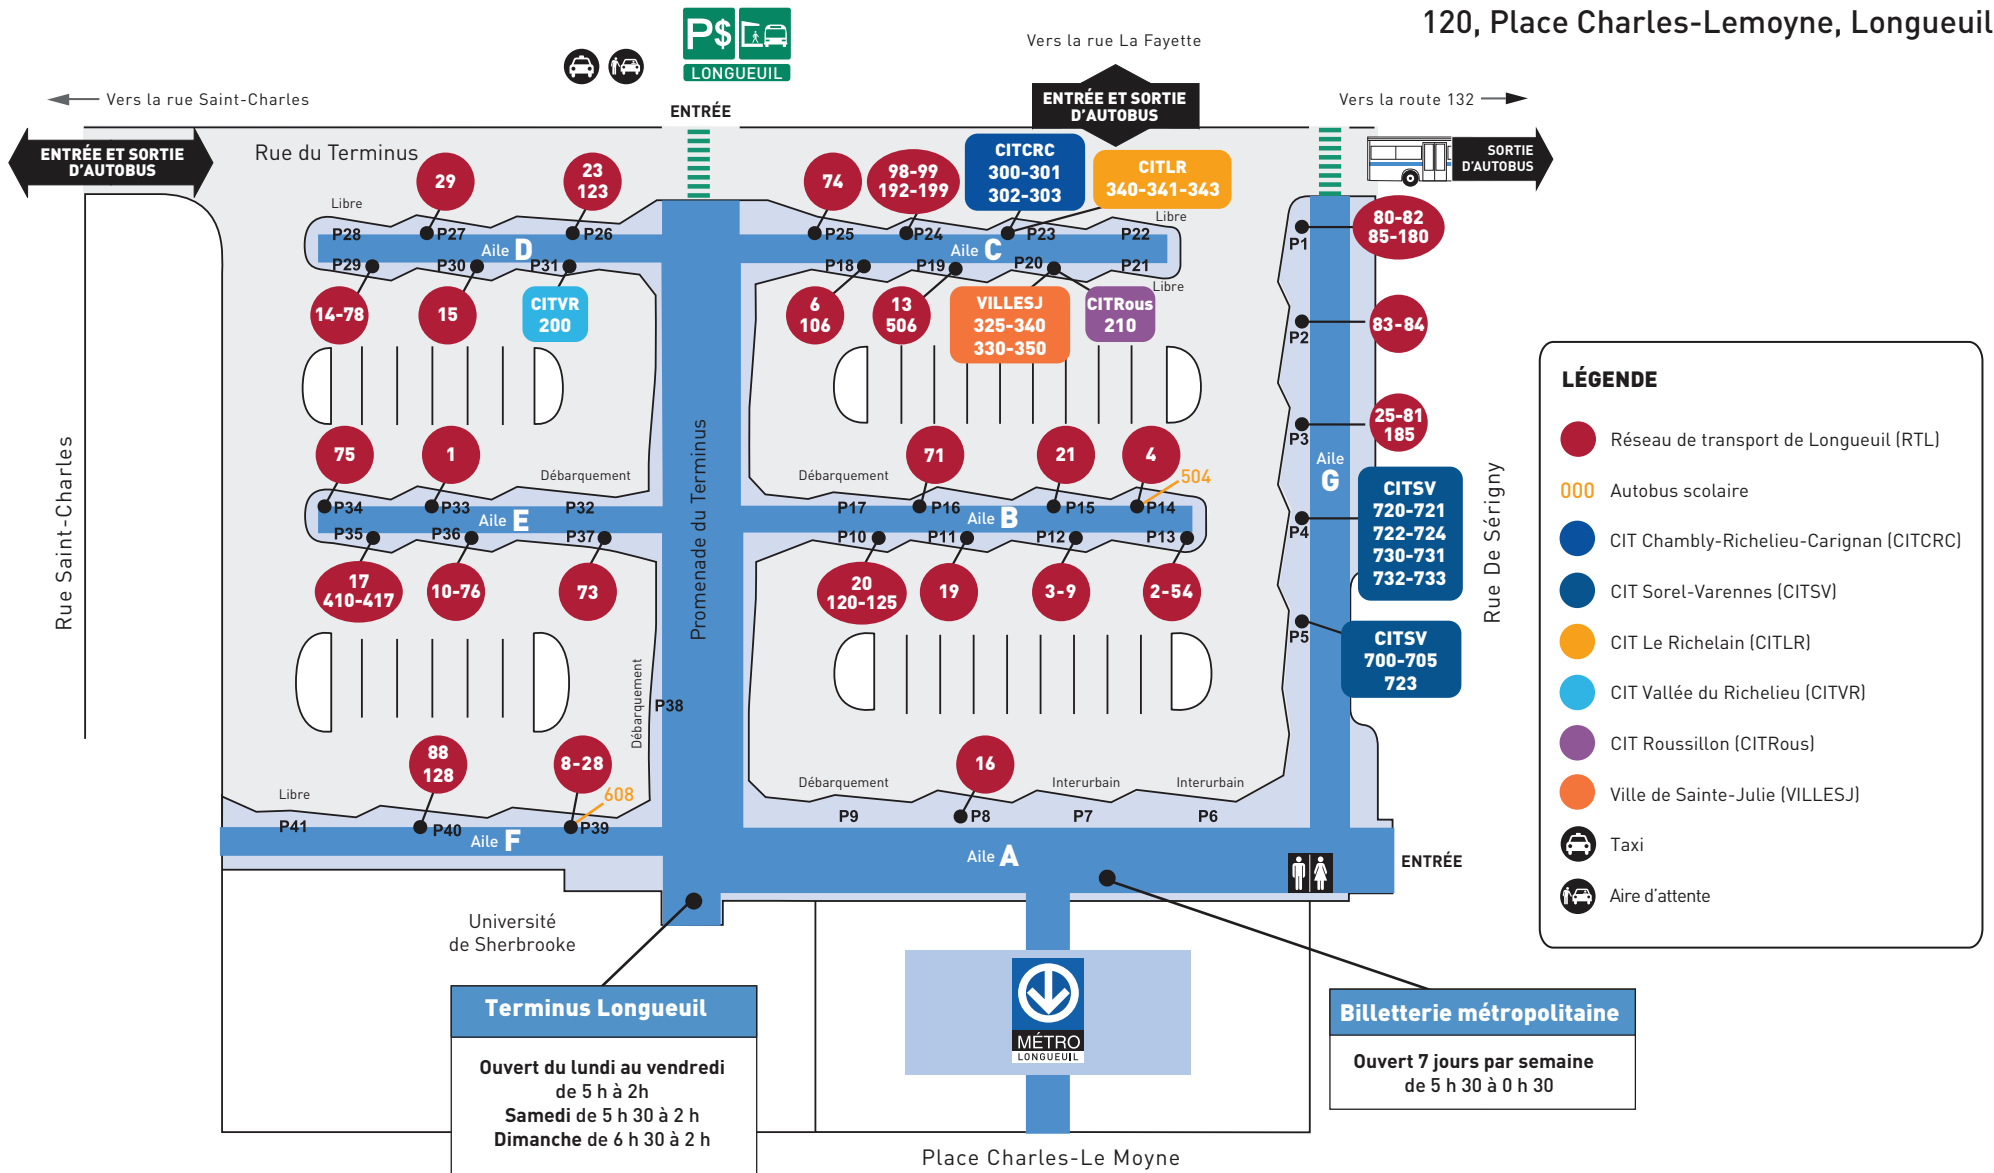 120, Place Charles-Lemoyne, Longueuil
P$
LONGUEUIL
Vers la rue La Fayette
Vers la rue Saint-Charles
ENTRÉE
ENTRÉE ET SORTIE
D'AUTOBUS
Vers la route 132
ENTRÉE ET SORTIE
D'AUTOBUS
Rue du Terminus
SORTIE
D'AUTOBUS
29
23
123
74
98-99
192-199
CITCRC
300-301
302-303
CITLR
340-341-343
Libre
P28
P27
P26
P25
P24
P23
Libre
P22
Aile D
Aile C
P29
P30
P31
P18
P19
P20
P21
Libre
14-78
15
CITVR
200
6
106
13
506
VILLESJ
325-340
330-350
CITRous
210
P1
80-82
85-180
P2
83-84
P3
25-81
185
Aile
G
P4
CITSV
720-721
722-724
730-731
732-733
P5
CITSV
700-705
723
Rue Saint-Charles
Promenade du Terminus
Rue De Sérigny
75
1
Débarquement
Débarquement
71
21
4
504
P34
P33
P32
P17
P16
P15
P14
Aile E
Aile B
P35
P36
P37
P10
P11
P12
P13
17
410-417
10-76
73
20
120-125
19
3-9
2-54
Débarquement
P38
88
128
8-28
608
16
Libre
Débarquement
Interurbain
Interurbain
P41
P40
P39
P9
P8
P7
P6
Aile F
Aile A
ENTRÉE
Université
de Sherbrooke
Terminus Longueuil
Ouvert du lundi au vendredi
de 5 h à 2h
Samedi de 5 h 30 à 2 h
Dimanche de 6 h 30 à 2 h
MÉTRO
LONGUEUIL
Billetterie métropolitaine
Ouvert 7 jours par semaine
de 5 h 30 à 0 h 30
Place Charles-Le Moyne
LÉGENDE
Réseau de transport de Longueuil (RTL)
000 Autobus scolaire
CIT Chambly-Richelieu-Carignan (CITCRC)
CIT Sorel-Varennes (CITSV)
CIT Le Richelain (CITLR)
CIT Vallée du Richelieu (CITVR)
CIT Roussillon (CITRous)
Ville de Sainte-Julie (VILLESJ)
Taxi
Aire d'attente